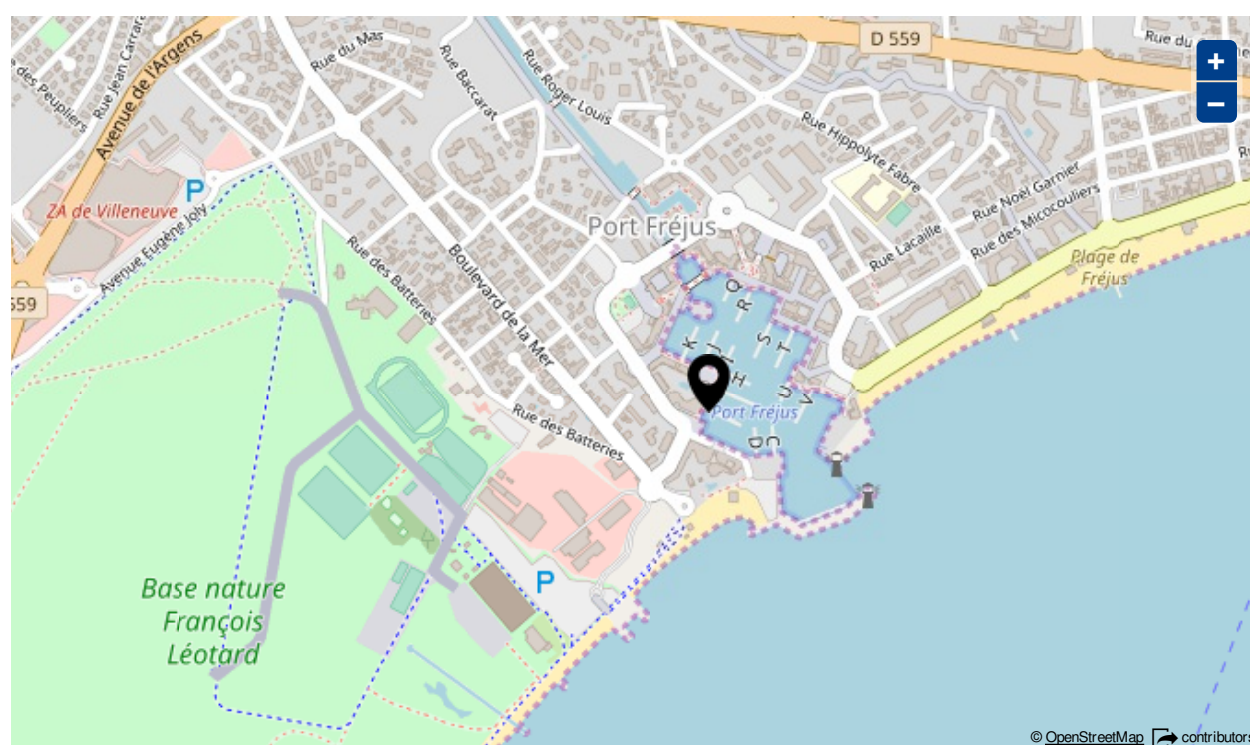 D 559
Rue du
Rue du Mas
Rue Jean Carrara
des Peupliers
Avenue de l'Argens
Rue Baccarat
Rue Roger Louis
+
−
Rue Hippolyte Fabre
Rue Noël Garnier
Rue des Micocouliers
Rue Lacaille
P
ZA de Villeneuve
Avenue Eugène Joly
559
Port Fréjus
Plage de
Fréjus
Rue des Batteries
Boulevard de la Mer
Q
R
S
T
K
J
I
H
U
V
Port Fréjus
D
C
Rue des Batteries
P
Base nature
François
Léotard
© OpenStreetMap contributors